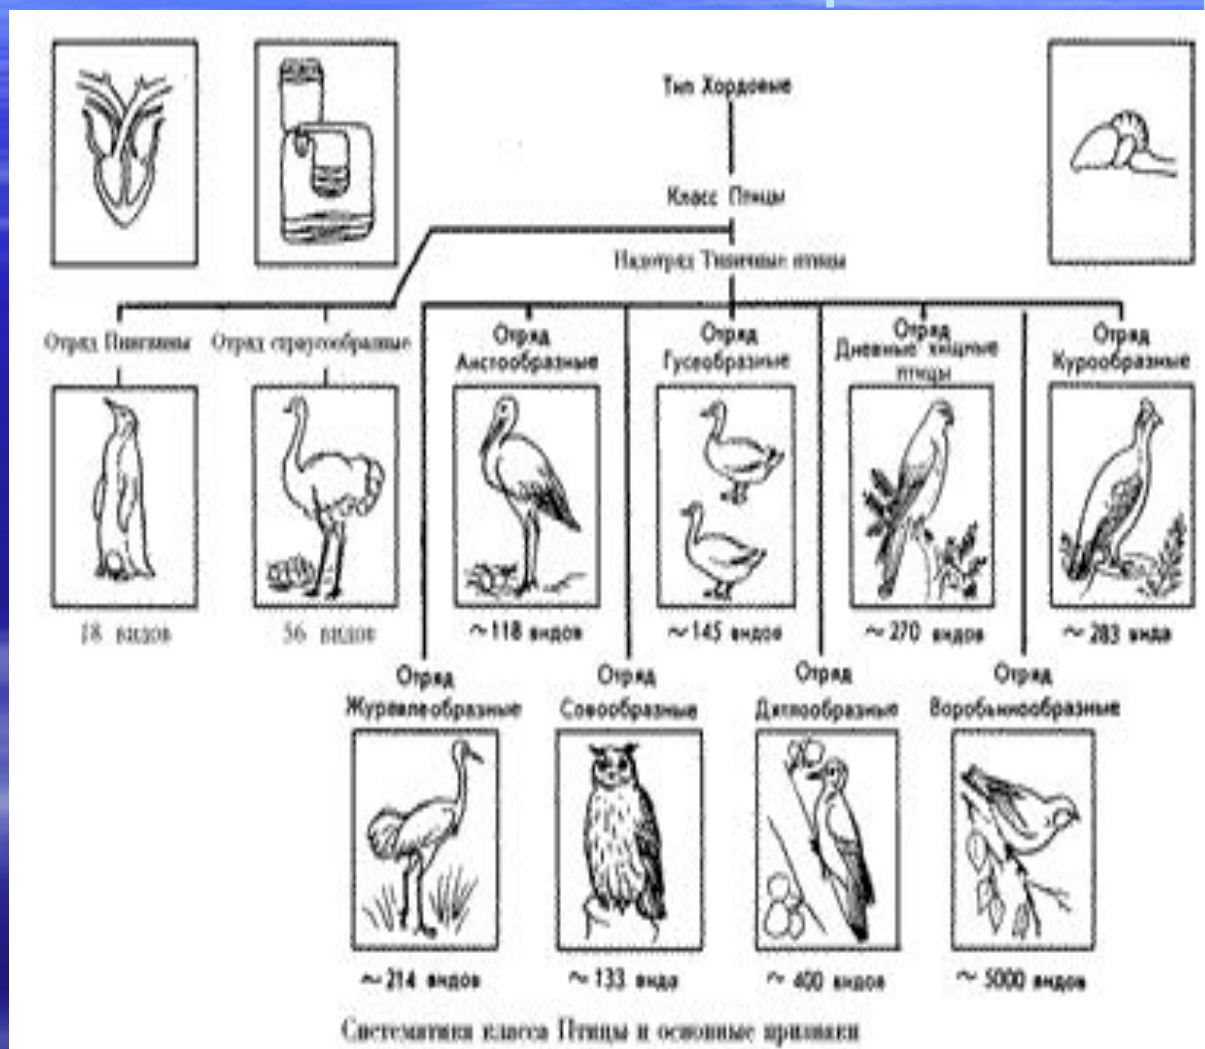 Тип Хордовые
Класс Птицы
Надотряд Типичные птицы
Отряд Пингвины
Отряд страусообразные
Отряд
Аистообразные
Отряд
Гусеобразные
Отряд
Дневные хищные
птицы
Отряд
Курообразные
18 видов
56 видов
~118 видов
~145 видов
~270 видов
~283 вида
Отряд
Журавлеобразные
Отряд
Совообразные
Отряд
Дятлообразные
Отряд
Воробьинообразные
~214 видов
~133 вида
~400 видов
~5000 видов
Систематика класса Птицы и основные признаки